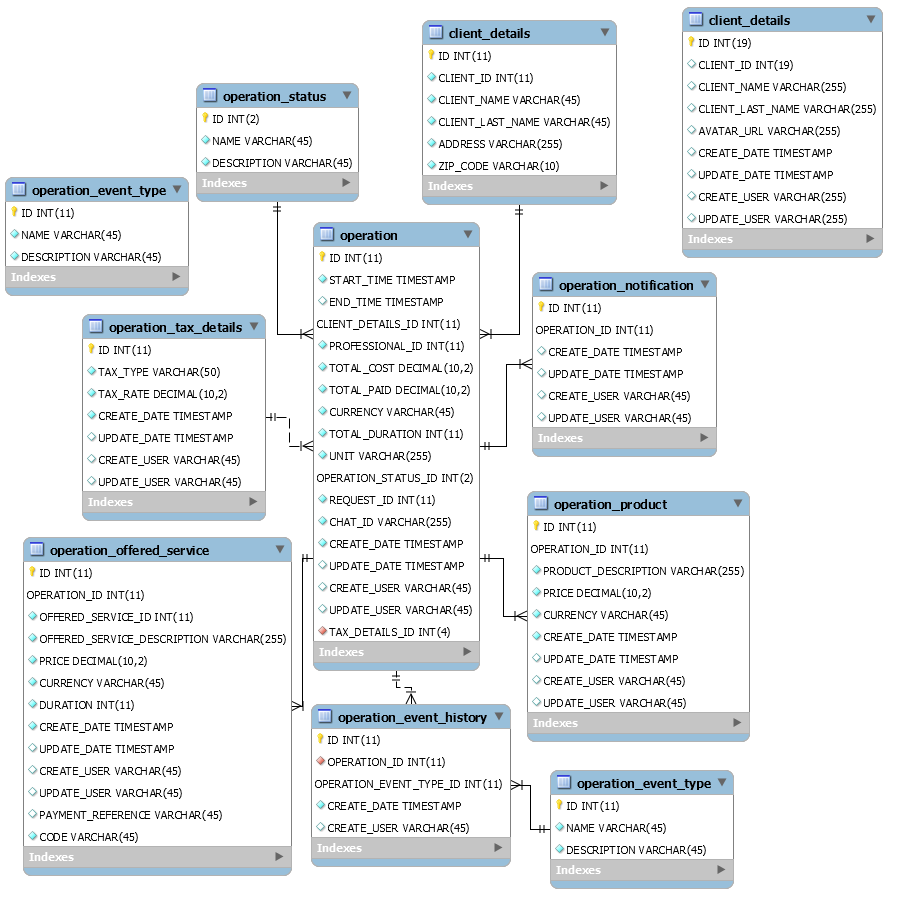 client_details
ID INT(11)
CLIENT_ID INT(11)
CLIENT_NAME VARCHAR(45)
CLIENT_LAST_NAME VARCHAR(45)
ADDRESS VARCHAR(255)
ZIP_CODE VARCHAR(10)
Indexes
client_details
ID INT(19)
CLIENT_ID INT(19)
CLIENT_NAME VARCHAR(255)
CLIENT_LAST_NAME VARCHAR(255)
AVATAR_URL VARCHAR(255)
CREATE_DATE TIMESTAMP
UPDATE_DATE TIMESTAMP
CREATE_USER VARCHAR(255)
UPDATE_USER VARCHAR(255)
Indexes
operation_status
ID INT(2)
NAME VARCHAR(45)
DESCRIPTION VARCHAR(45)
Indexes
operation_event_type
ID INT(11)
NAME VARCHAR(45)
DESCRIPTION VARCHAR(45)
Indexes
operation
ID INT(11)
START_TIME TIMESTAMP
END_TIME TIMESTAMP
CLIENT_DETAILS_ID INT(11)
PROFESSIONAL_ID INT(11)
TOTAL_COST DECIMAL(10,2)
TOTAL_PAID DECIMAL(10,2)
CURRENCY VARCHAR(45)
TOTAL_DURATION INT(11)
UNIT VARCHAR(255)
OPERATION_STATUS_ID INT(2)
REQUEST_ID INT(11)
CHAT_ID VARCHAR(255)
CREATE_DATE TIMESTAMP
UPDATE_DATE TIMESTAMP
CREATE_USER VARCHAR(45)
UPDATE_USER VARCHAR(45)
TAX_DETAILS_ID INT(4)
Indexes
operation_notification
ID INT(11)
OPERATION_ID INT(11)
CREATE_DATE TIMESTAMP
UPDATE_DATE TIMESTAMP
CREATE_USER VARCHAR(45)
UPDATE_USER VARCHAR(45)
Indexes
operation_tax_details
ID INT(11)
TAX_TYPE VARCHAR(50)
TAX_RATE DECIMAL(10,2)
CREATE_DATE TIMESTAMP
UPDATE_DATE TIMESTAMP
CREATE_USER VARCHAR(45)
UPDATE_USER VARCHAR(45)
Indexes
operation_product
ID INT(11)
OPERATION_ID INT(11)
PRODUCT_DESCRIPTION VARCHAR(255)
PRICE DECIMAL(10,2)
CURRENCY VARCHAR(45)
CREATE_DATE TIMESTAMP
UPDATE_DATE TIMESTAMP
CREATE_USER VARCHAR(45)
UPDATE_USER VARCHAR(45)
Indexes
operation_offered_service
ID INT(11)
OPERATION_ID INT(11)
OFFERED_SERVICE_ID INT(11)
OFFERED_SERVICE_DESCRIPTION VARCHAR(255)
PRICE DECIMAL(10,2)
CURRENCY VARCHAR(45)
DURATION INT(11)
CREATE_DATE TIMESTAMP
UPDATE_DATE TIMESTAMP
CREATE_USER VARCHAR(45)
UPDATE_USER VARCHAR(45)
PAYMENT_REFERENCE VARCHAR(45)
CODE VARCHAR(45)
Indexes
operation_event_history
ID INT(11)
OPERATION_ID INT(11)
OPERATION_EVENT_TYPE_ID INT(11)
CREATE_DATE TIMESTAMP
CREATE_USER VARCHAR(45)
Indexes
operation_event_type
ID INT(11)
NAME VARCHAR(45)
DESCRIPTION VARCHAR(45)
Indexes